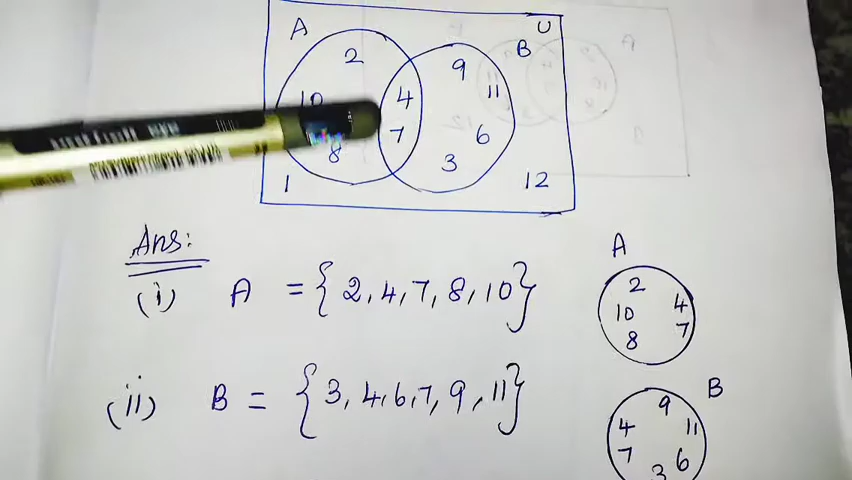 A U
2 9 B
10 4 11
7 6
8 3
1 12
Ans:
(i) A = {2, 4, 7, 8, 10}
A
2
10 4
7
8
(ii) B = {3, 4, 6, 7, 9, 11}
B
9
4 11
7 6
3